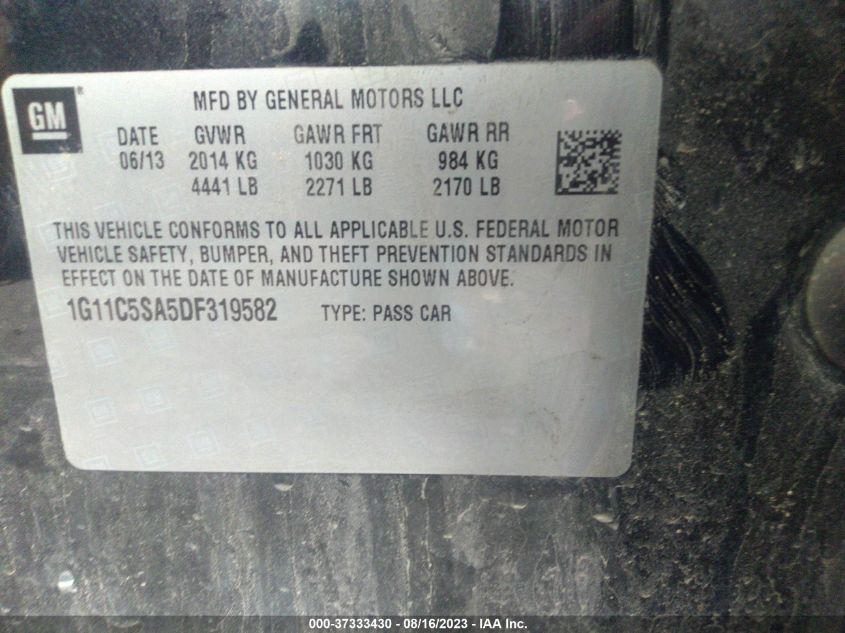 GM ®
MFD BY GENERAL MOTORS LLC
DATE GVWR GAWR FRT GAWR RR
06/13 2014 KG 1030 KG 984 KG
4441 LB 2271 LB 2170 LB
THIS VEHICLE CONFORMS TO ALL APPLICABLE U.S. FEDERAL MOTOR
VEHICLE SAFETY, BUMPER, AND THEFT PREVENTION STANDARDS IN
EFFECT ON THE DATE OF MANUFACTURE SHOWN ABOVE.
1G11C5SA5DF319582 TYPE: PASS CAR
000-37333430 - 08/16/2023 - IAA Inc.